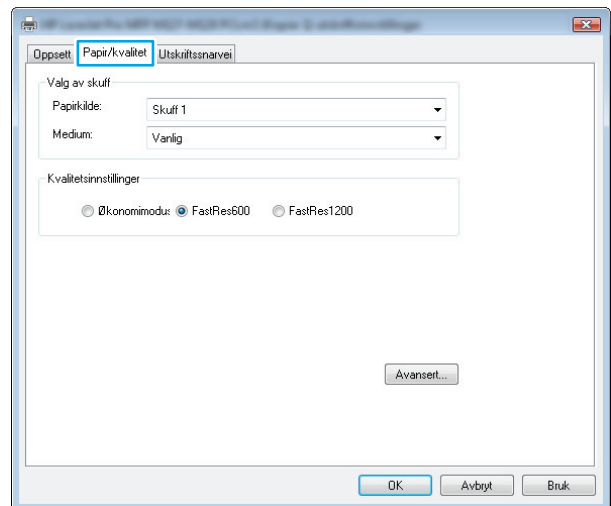 Oppsett Papir/kvalitet Utskriftssnarvei
Valg av skuff
Papirkilde: Skuff 1
Medium: Vanlig
Kvalitetsinnstillinger
Økonomimodus FastRes600 FastRes1200
Avansert...
OK Avbryt Bruk